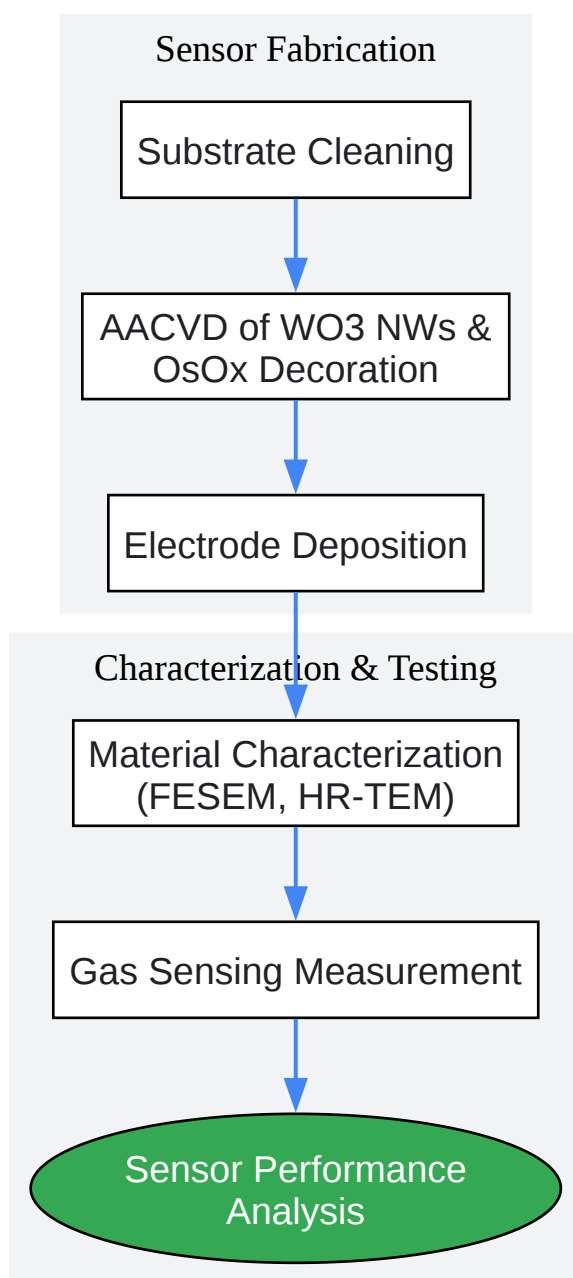 Sensor Fabrication
Substrate Cleaning
AACVD of WO3 NWs &
OsOx Decoration
Electrode Deposition
Characterization & Testing
Material Characterization
(FESEM, HR-TEM)
Gas Sensing Measurement
Sensor Performance
Analysis